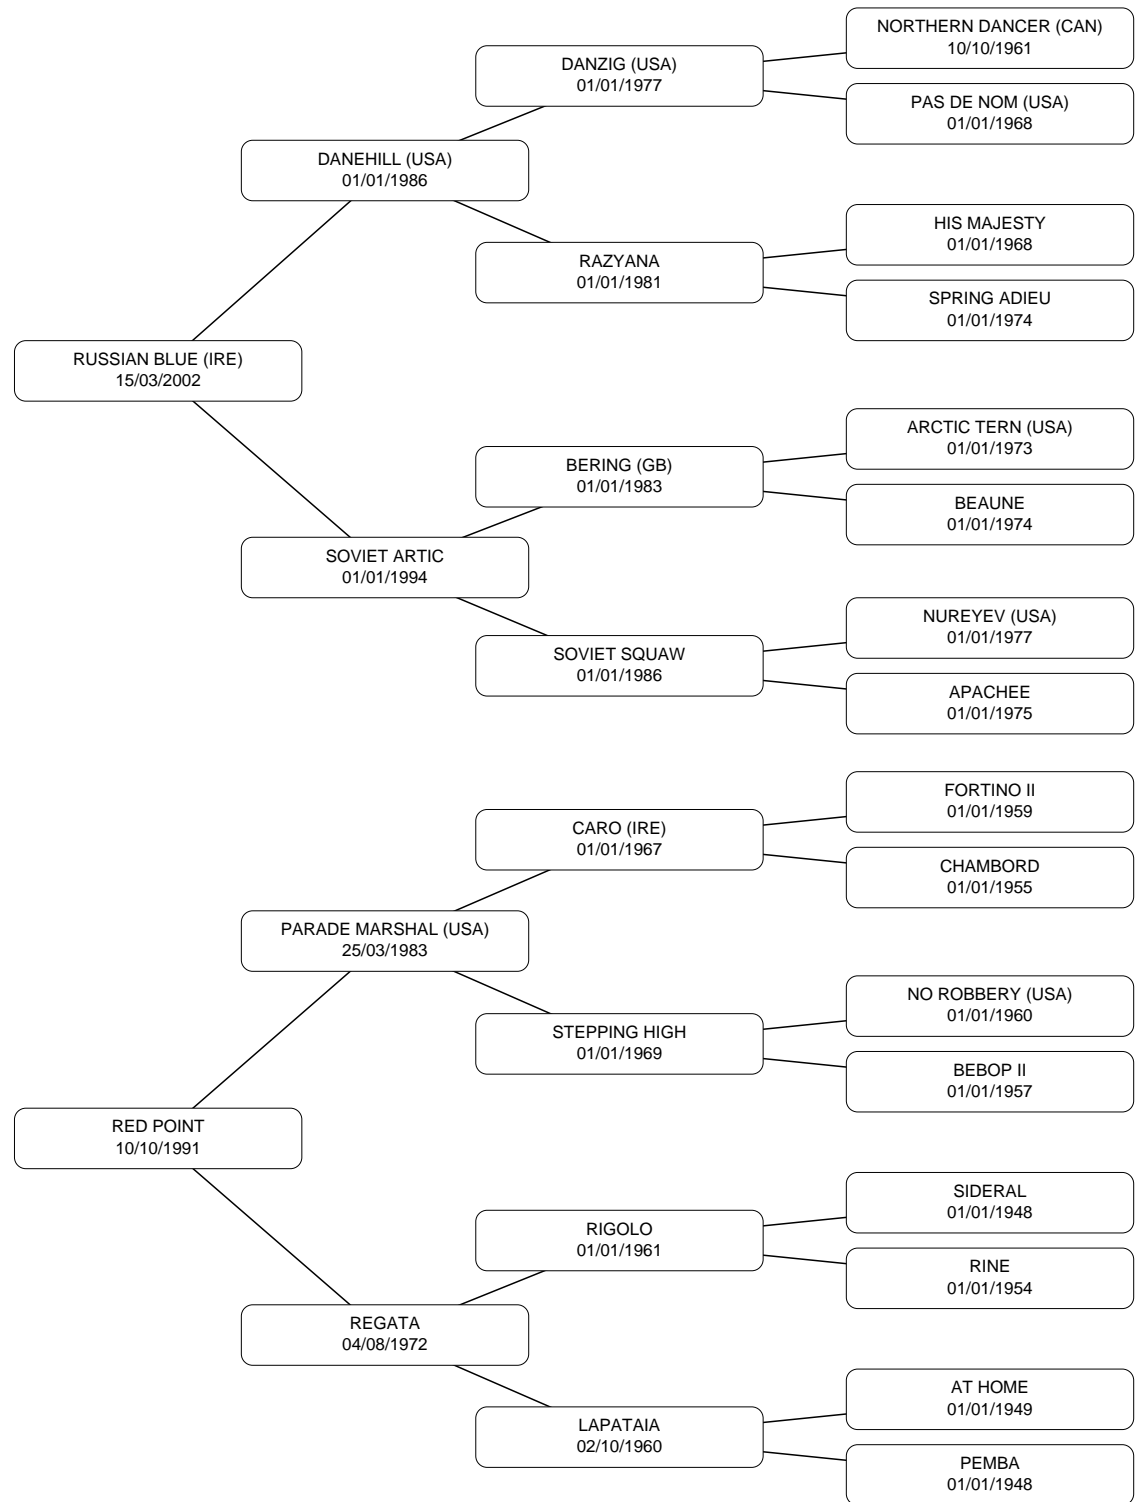 NORTHERN DANCER (CAN)
10/10/1961
DANZIG (USA)
01/01/1977
PAS DE NOM (USA)
01/01/1968
DANEHILL (USA)
01/01/1986
HIS MAJESTY
01/01/1968
RAZYANA
01/01/1981
SPRING ADIEU
01/01/1974
RUSSIAN BLUE (IRE)
15/03/2002
ARCTIC TERN (USA)
01/01/1973
BERING (GB)
01/01/1983
BEAUNE
01/01/1974
SOVIET ARTIC
01/01/1994
NUREYEV (USA)
01/01/1977
SOVIET SQUAW
01/01/1986
APACHEE
01/01/1975
FORTINO II
01/01/1959
CARO (IRE)
01/01/1967
CHAMBORD
01/01/1955
PARADE MARSHAL (USA)
25/03/1983
NO ROBBERY (USA)
01/01/1960
STEPPING HIGH
01/01/1969
BEBOP II
01/01/1957
RED POINT
10/10/1991
SIDERAL
01/01/1948
RIGOLO
01/01/1961
RINE
01/01/1954
REGATA
04/08/1972
AT HOME
01/01/1949
LAPATAIA
02/10/1960
PEMBA
01/01/1948